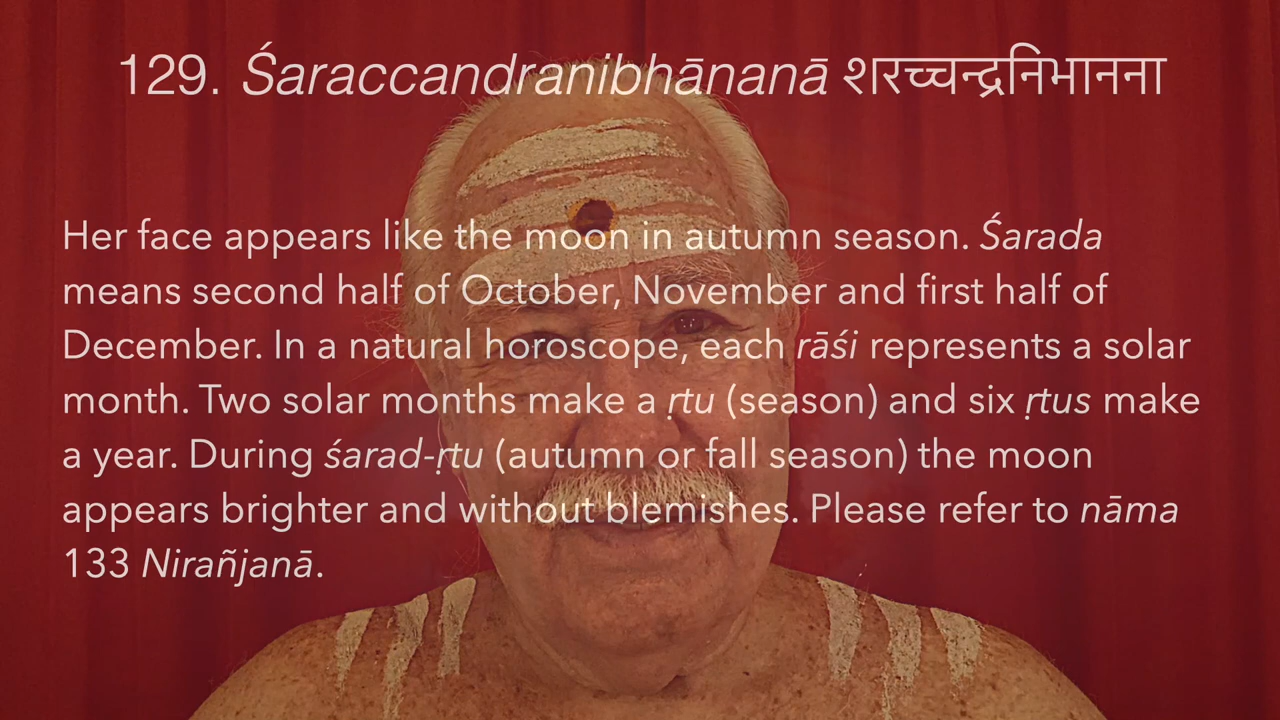 129. Śaraccandranibhānanā शरच्चन्द्रनिभानना
Her face appears like the moon in autumn season. Śarada
means second half of October, November and first half of
December. In a natural horoscope, each rāśi represents a solar
month. Two solar months make a ṛtu (season) and six ṛtus make
a year. During śarad-ṛtu (autumn or fall season) the moon
appears brighter and without blemishes. Please refer to nāma
133 Nirañjanā.